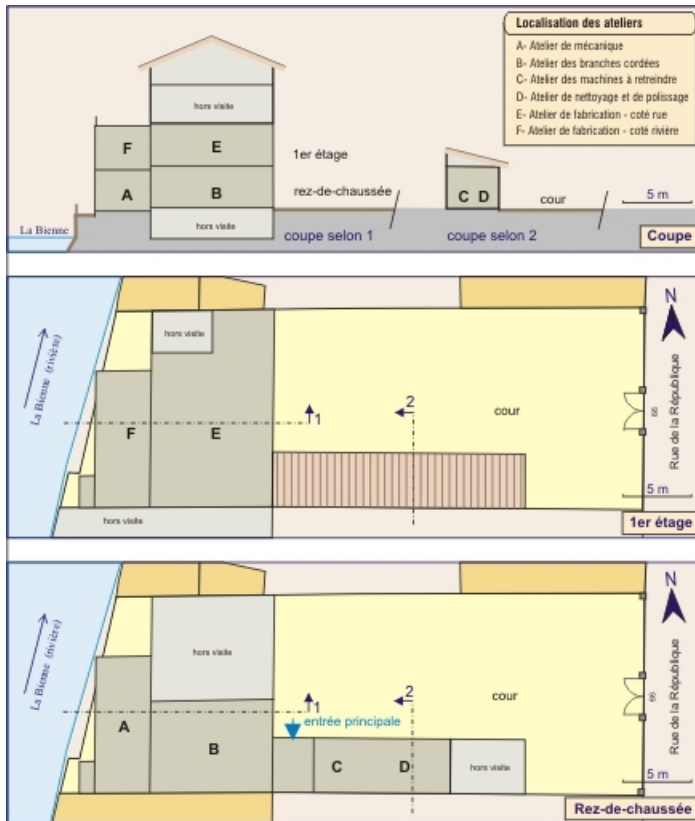 Localisation des ateliers
A- Atelier de mécanique
B- Atelier des branches cordées
C- Atelier des machines à retreindre
D- Atelier de nettoyage et de polissage
E- Atelier de fabrication - coté rue
F- Atelier de fabrication - coté rivière
hors visite
F
E
1er étage
A
B
rez-de-chaussée
C D
cour
5 m
La Bienne
hors visite
coupe selon 1
coupe selon 2
Coupe
La Bienne (rivière)
hors visite
N
Rue de la République
66
F
E
1
2
cour
5 m
hors visite
1er étage
La Bienne (rivière)
hors visite
N
Rue de la République
66
1
2
cour
entrée principale
A
B
C
D
hors visite
5 m
Rez-de-chaussée